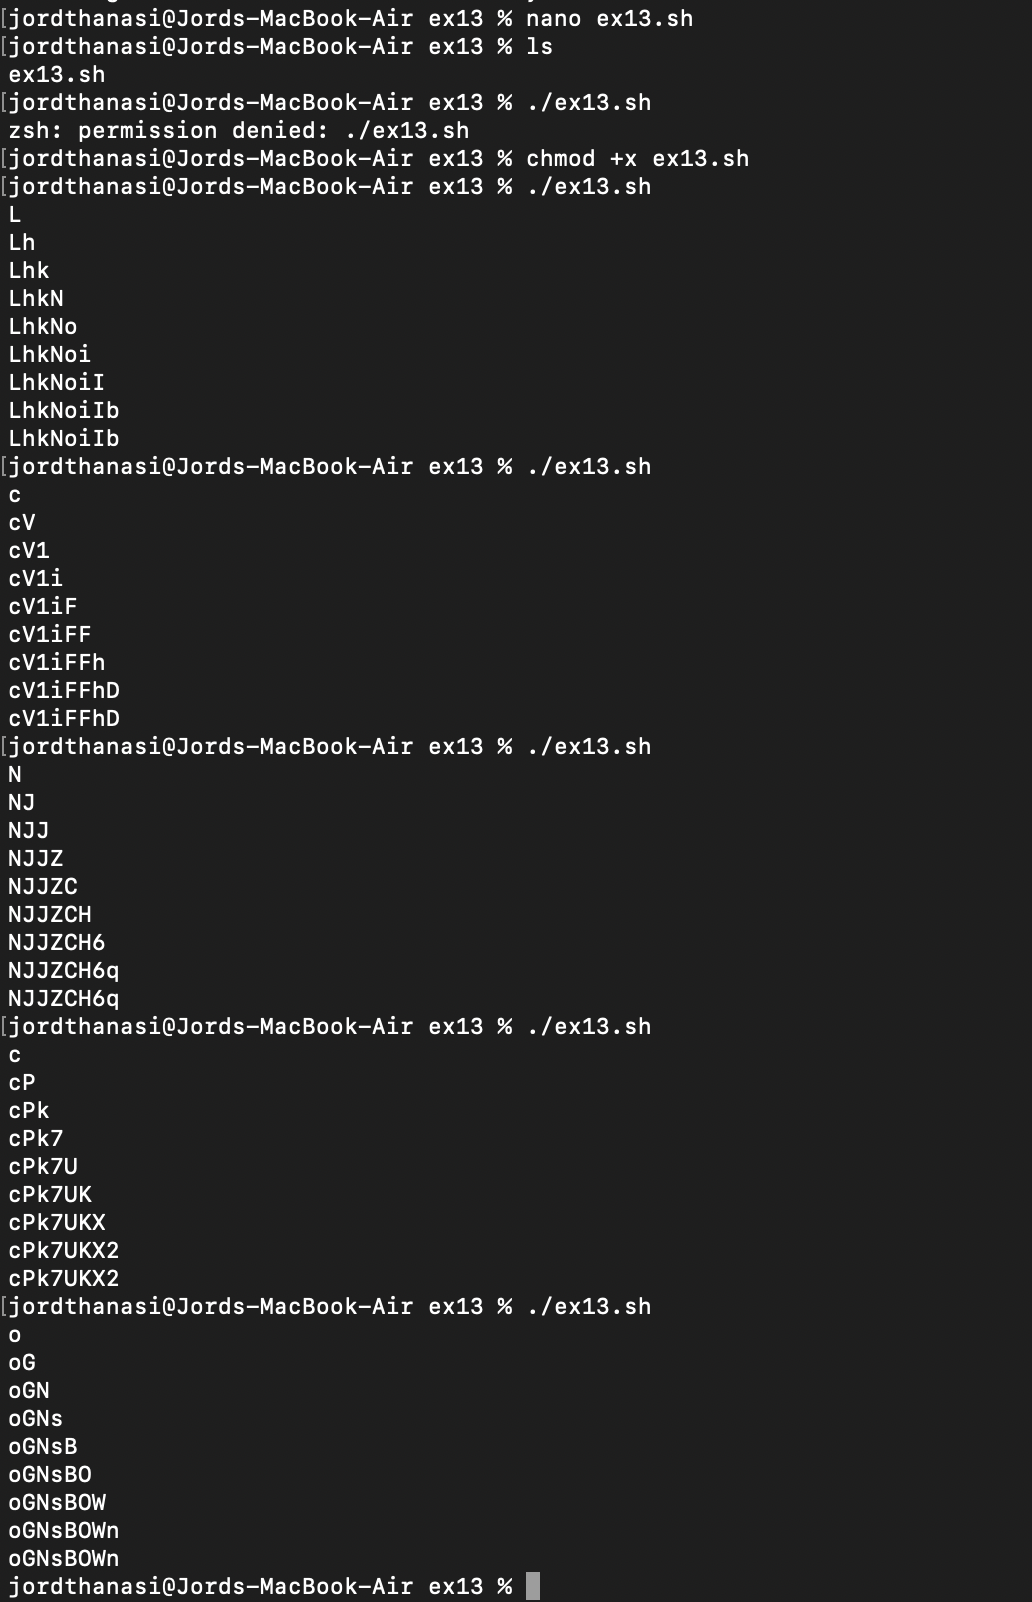 [jordthanasi@Jords-MacBook-Air ex13 % nano ex13.sh
[jordthanasi@Jords-MacBook-Air ex13 % ls
ex13.sh
[jordthanasi@Jords-MacBook-Air ex13 % ./ex13.sh
zsh: permission denied: ./ex13.sh
[jordthanasi@Jords-MacBook-Air ex13 % chmod +x ex13.sh
[jordthanasi@Jords-MacBook-Air ex13 % ./ex13.sh
L
Lh
Lhk
LhkN
LhkNo
LhkNoi
LhkNoiI
LhkNoiIb
LhkNoiIb
[jordthanasi@Jords-MacBook-Air ex13 % ./ex13.sh
c
cV
cV1
cV1i
cV1iF
cV1iFF
cV1iFFh
cV1iFFhD
cV1iFFhD
[jordthanasi@Jords-MacBook-Air ex13 % ./ex13.sh
N
NJ
NJJ
NJJZ
NJJZC
NJJZCH
NJJZCH6
NJJZCH6q
NJJZCH6q
[jordthanasi@Jords-MacBook-Air ex13 % ./ex13.sh
c
cP
cPk
cPk7
cPk7U
cPk7UK
cPk7UKX
cPk7UKX2
cPk7UKX2
[jordthanasi@Jords-MacBook-Air ex13 % ./ex13.sh
o
oG
oGN
oGNs
oGNsB
oGNsBO
oGNsBOW
oGNsBOWn
oGNsBOWn
jordthanasi@Jords-MacBook-Air ex13 %